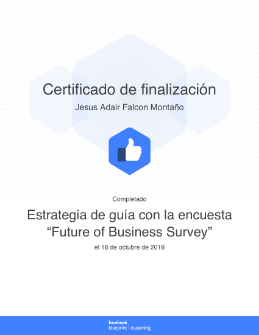 Certificado de finalización
Jesus Adair Falcon Montaño
Completado
Estrategia de guía con la encuesta
“Future of Business Survey”
el 16 de octubre de 2018
facebook
blueprint | eLearning